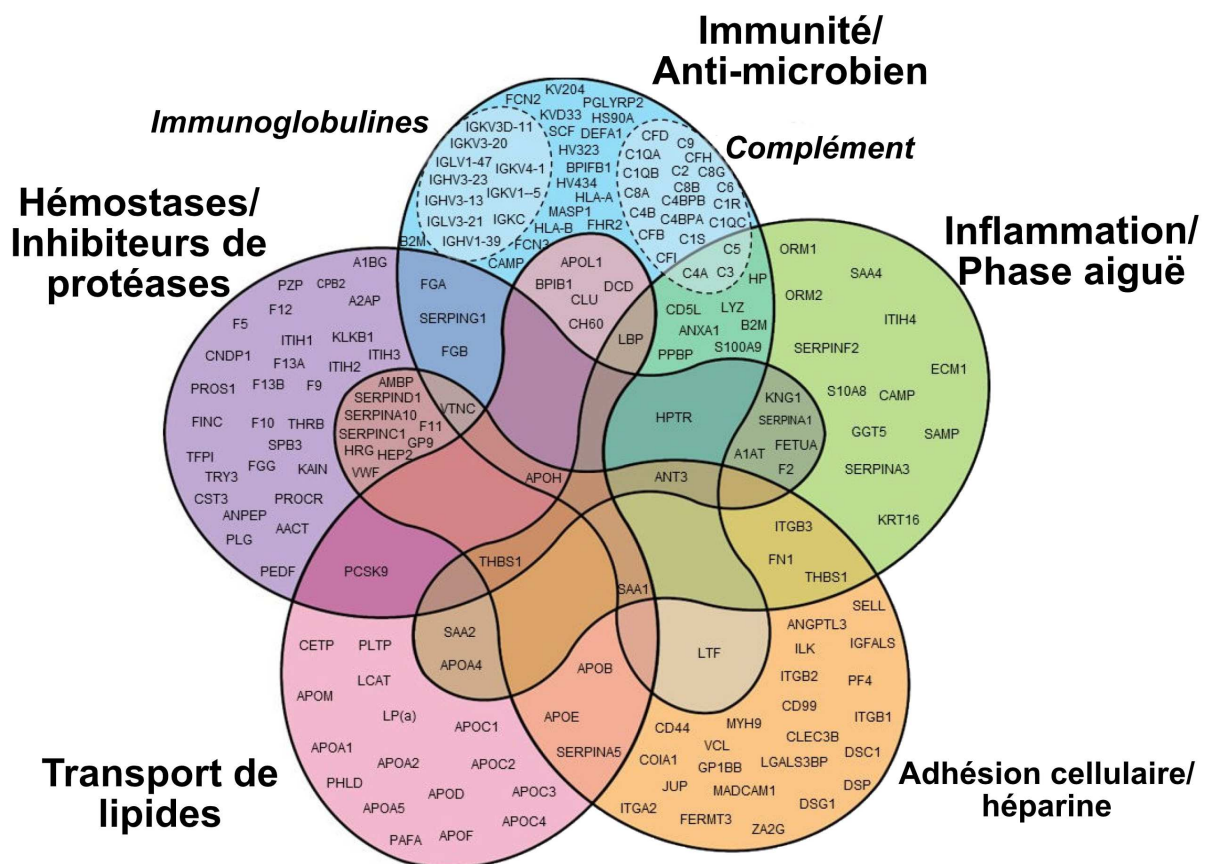 Immunité/
Anti-microbien
Immunoglobulines
Complément
KV204
FCN2
PGLYRP2
KVD33
HS90A
SCF
DEFA1
HV323
BPIFB1
HV434
HLA-A
MASP1
HLA-B
FHR2
FCN3
CAMP
B2M
IGKV3D-11
IGKV3-20
IGLV1-47
IGKV4-1
IGHV3-23
IGKV1--5
IGHV3-13
IGKC
IGLV3-21
IGHV1-39
CFD
C9
C1QA
CFH
C1QB
C2
C8G
C8A
C8B
C6
C4BPB
C1R
C4B
C4BPA
C1QC
CFB
C1S
C5
CFI
C4A
C3
Hémostases/
Inhibiteurs de
protéases
A1BG
PZP
CPB2
F12
A2AP
F5
ITIH1
KLKB1
CNDP1
F13A
ITIH3
ITIH2
PROS1
F13B
F9
FINC
F10
THRB
SPB3
TFPI
FGG
KAIN
TRY3
CST3
PROCR
ANPEP
AACT
PLG
PEDF
FGA
SERPING1
FGB
AMBP
SERPIND1
SERPINA10
VTNC
SERPINC1
F11
GP9
HRG
HEP2
VWF
APOL1
BPIB1
DCD
CLU
CH60
LBP
HP
CD5L
LYZ
ANXA1
B2M
PPBP
S100A9
HPTR
KNG1
SERPINA1
FETUA
A1AT
F2
ANT3
APOH
Inflammation/
Phase aiguë
ORM1
SAA4
ORM2
ITIH4
SERPINF2
ECM1
S10A8
CAMP
GGT5
SAMP
SERPINA3
KRT16
ITGB3
FN1
THBS1
PCSK9
THBS1
SAA1
SAA2
APOA4
APOB
APOE
SERPINA5
LTF
Transport de
lipides
CETP
PLTP
LCAT
APOM
LP(a)
APOC1
APOA1
APOA2
APOC2
PHLD
APOD
APOC3
APOA5
APOC4
PAFA
APOF
Adhésion cellulaire/
héparine
SELL
ANGPTL3
ILK
IGFALS
ITGB2
PF4
CD99
ITGB1
CD44
MYH9
CLEC3B
VCL
DSC1
COIA1
GP1BB
LGALS3BP
JUP
MADCAM1
DSP
DSG1
ITGA2
FERMT3
ZA2G